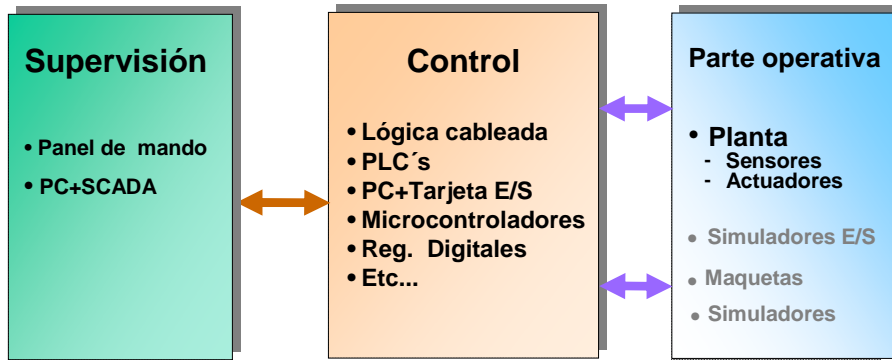 Supervisión
• Panel de mando
• PC+SCADA
Control
• Lógica cableada
• PLC´s
• PC+Tarjeta E/S
• Microcontroladores
• Reg. Digitales
• Etc...
Parte operativa
• Planta
- Sensores
- Actuadores
• Simuladores E/S
• Maquetas
• Simuladores